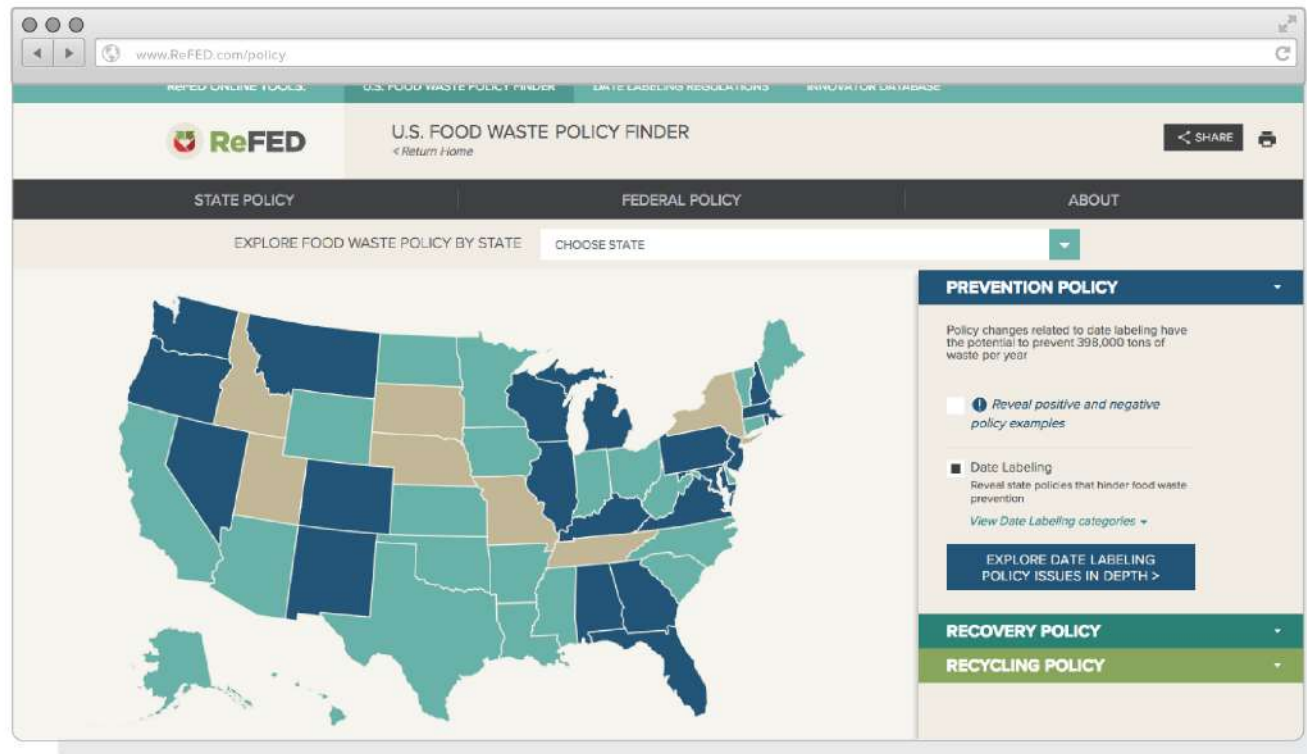 www.ReFED.com/policy
ReFED ONLINE TOOLS: U.S. FOOD WASTE POLICY FINDER DATE LABELING REGULATIONS INNOVATOR DATABASE
ReFED
U.S. FOOD WASTE POLICY FINDER
< Return Home
SHARE
STATE POLICY FEDERAL POLICY ABOUT
EXPLORE FOOD WASTE POLICY BY STATE CHOOSE STATE
PREVENTION POLICY
Policy changes related to date labeling have
the potential to prevent 398,000 tons of
waste per year
Reveal positive and negative
policy examples
Date Labeling
Reveal state policies that hinder food waste
prevention
View Date Labeling categories
EXPLORE DATE LABELING
POLICY ISSUES IN DEPTH >
RECOVERY POLICY
RECYCLING POLICY